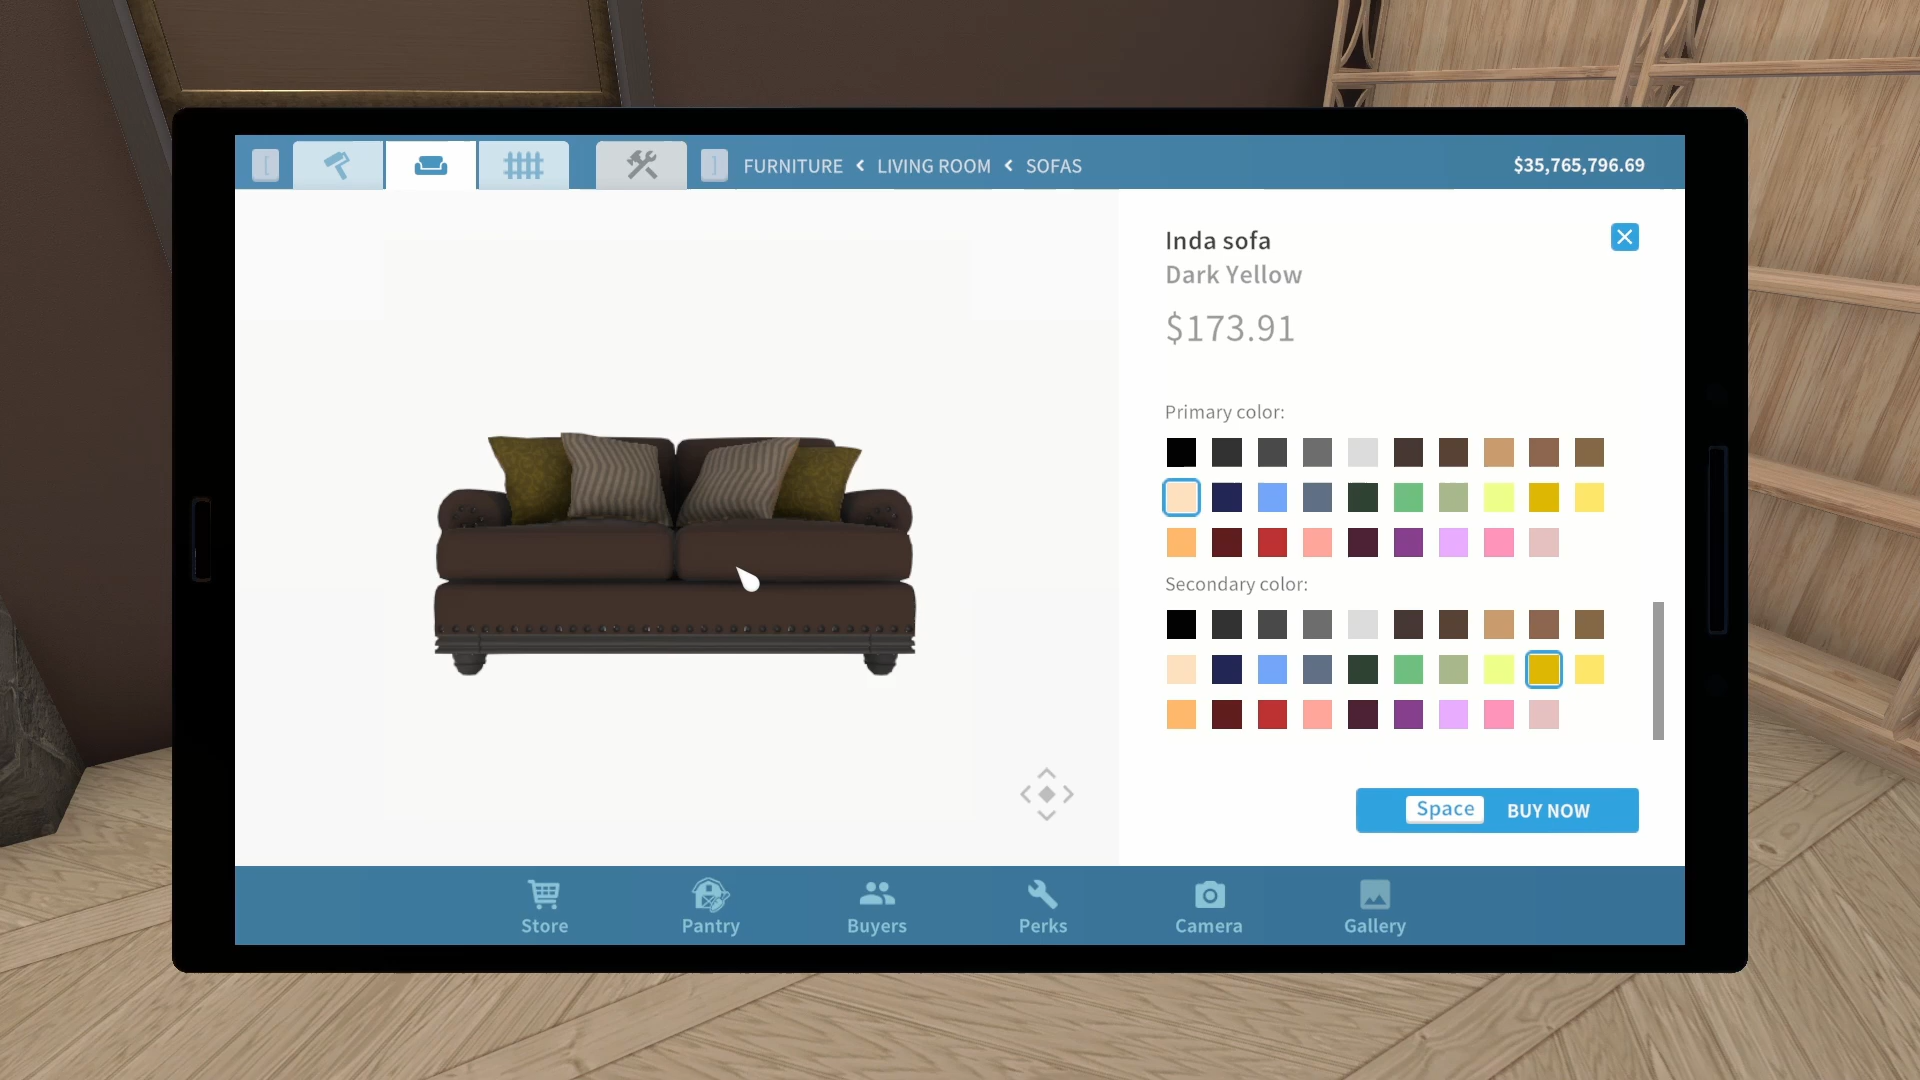 [
]
FURNITURE < LIVING ROOM < SOFAS
$35,765,796.69
Inda sofa
Dark Yellow
$173.91
Primary color:
Secondary color:
Space BUY NOW
Store
Pantry
Buyers
Perks
Camera
Gallery